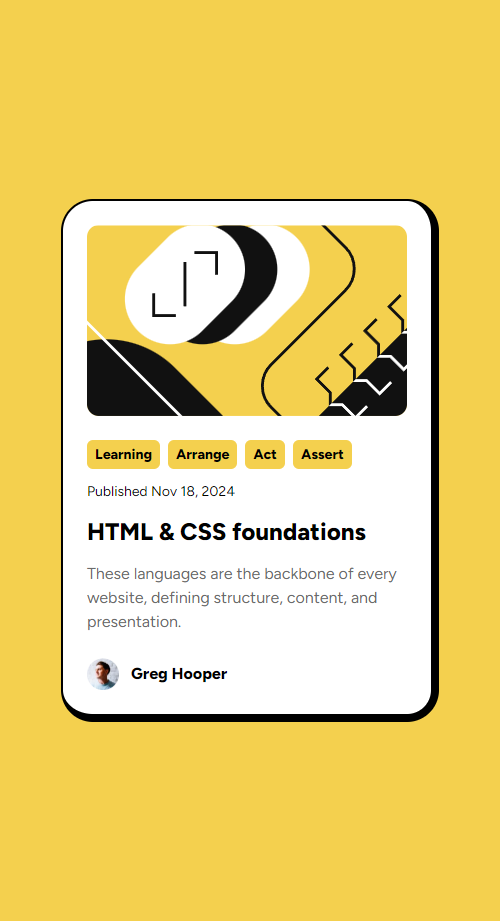 Learning Arrange Act Assert
Published Nov 18, 2024
HTML & CSS foundations
These languages are the backbone of every
website, defining structure, content, and
presentation.
Greg Hooper